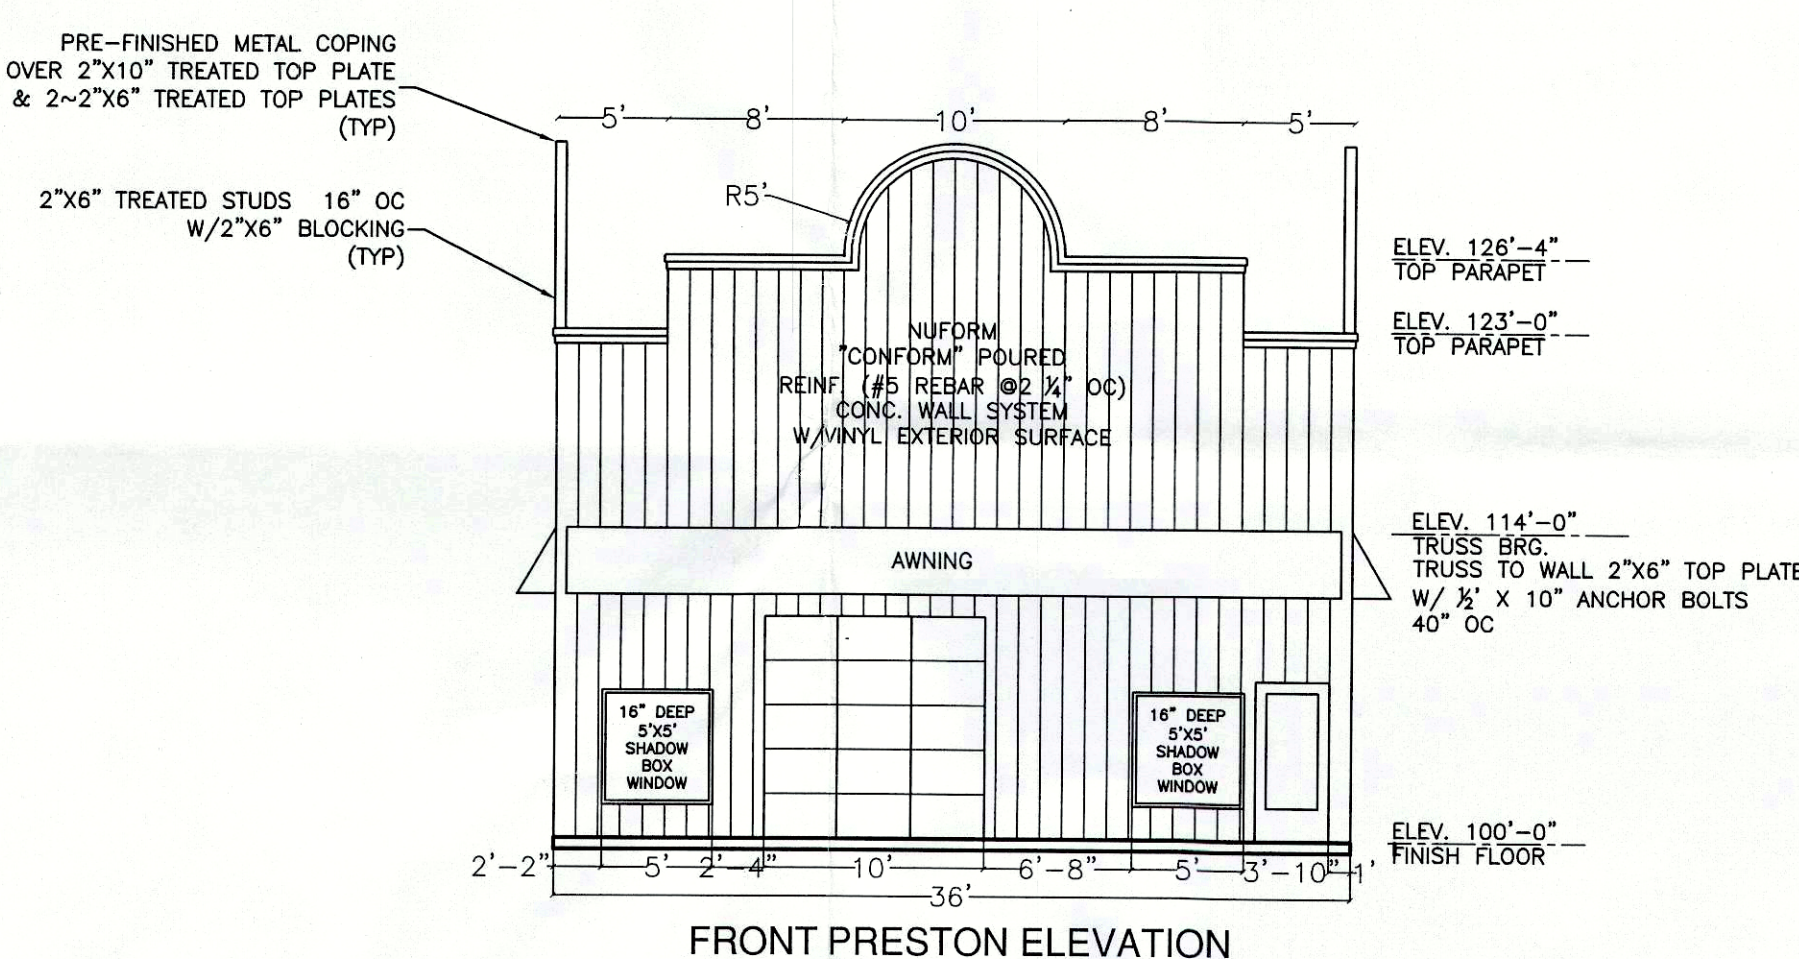 PRE-FINISHED METAL COPING
OVER 2"X10" TREATED TOP PLATE
& 2~2"X6" TREATED TOP PLATES
(TYP)
5' 8' 10' 8' 5'
2"X6" TREATED STUDS 16" OC
W/2"X6" BLOCKING
(TYP)
R5'
ELEV. 126'-4"
TOP PARAPET
ELEV. 123'-0"
TOP PARAPET
NUFORM
"CONFORM" POURED
REINF. (#5 REBAR @2 ¼" OC)
CONC. WALL SYSTEM
W/VINYL EXTERIOR SURFACE
ELEV. 114'-0"
TRUSS BRG.
TRUSS TO WALL 2"X6" TOP PLATE
W/ ½' X 10" ANCHOR BOLTS
40" OC
AWNING
16" DEEP
5'X5'
SHADOW
BOX
WINDOW
16" DEEP
5'X5'
SHADOW
BOX
WINDOW
ELEV. 100'-0"
FINISH FLOOR
2'-2" 5' 2'-4" 10' 6'-8" 5' 3'-10" 1'
36'
FRONT PRESTON ELEVATION